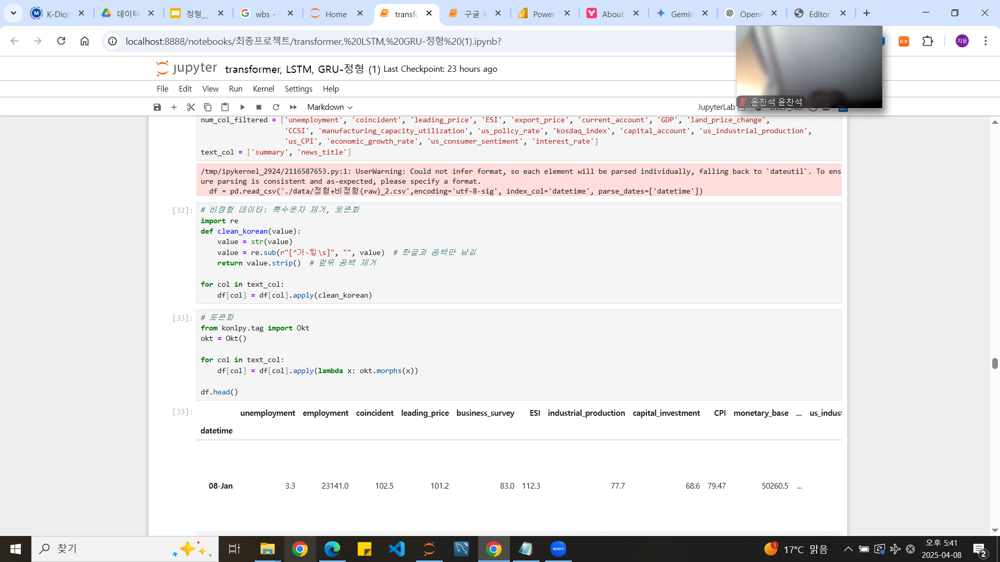 K-Digit
데이터
정형__
wbs -
Home
transfo
구글 뉴
Power
About
Gemin
OpenA
Editor
localhost:8888/notebooks/최종프로젝트/transformer,%20LSTM,%20GRU-정형%20(1).ipynb?
EX
지윤
jupyter transformer, LSTM, GRU-정형 (1) Last Checkpoint: 23 hours ago
File Edit View Run Kernel Settings Help
Markdown
JupyterLab
윤찬석 윤찬석
num_col_filtered = ['unemployment', 'coincident', 'leading_price', 'ESI', 'export_price', 'current_account', 'GDP', 'land_price_change',
'CCSI', 'manufacturing_capacity_utilization', 'us_policy_rate', 'kosdaq_index', 'capital_account', 'us_industrial_production',
'us_CPI', 'economic_growth_rate', 'us_consumer_sentiment', 'interest_rate']
text_col = ['summary', 'news_title']
/tmp/ipykernel_2924/2116587653.py:1: UserWarning: Could not infer format, so each element will be parsed individually, falling back to `dateutil`. To ens
ure parsing is consistent and as-expected, please specify a format.
df = pd.read_csv('./data/정형+비정형(raw)_2.csv',encoding='utf-8-sig', index_col='datetime', parse_dates=['datetime'])
[32]:
# 비정형 데이터: 특수문자 제거, 토큰화
import re
def clean_korean(value):
value = str(value)
value = re.sub(r"[^가-힣\s]", "", value) # 한글과 공백만 남김
return value.strip() # 앞뒤 공백 제거
for col in text_col:
df[col] = df[col].apply(clean_korean)
[33]:
# 토큰화
from konlpy.tag import Okt
okt = Okt()
for col in text_col:
df[col] = df[col].apply(lambda x: okt.morphs(x))
df.head()
[33]:
unemployment employment coincident leading_price business_survey ESI industrial_production capital_investment CPI monetary_base ... us_indust
datetime
08-Jan 3.3 23141.0 102.5 101.2 83.0 112.3 77.7 68.6 79.47 50260.5 ...
찾기
zoom
1
17°C 맑음
오후 5:41
2025-04-08
2